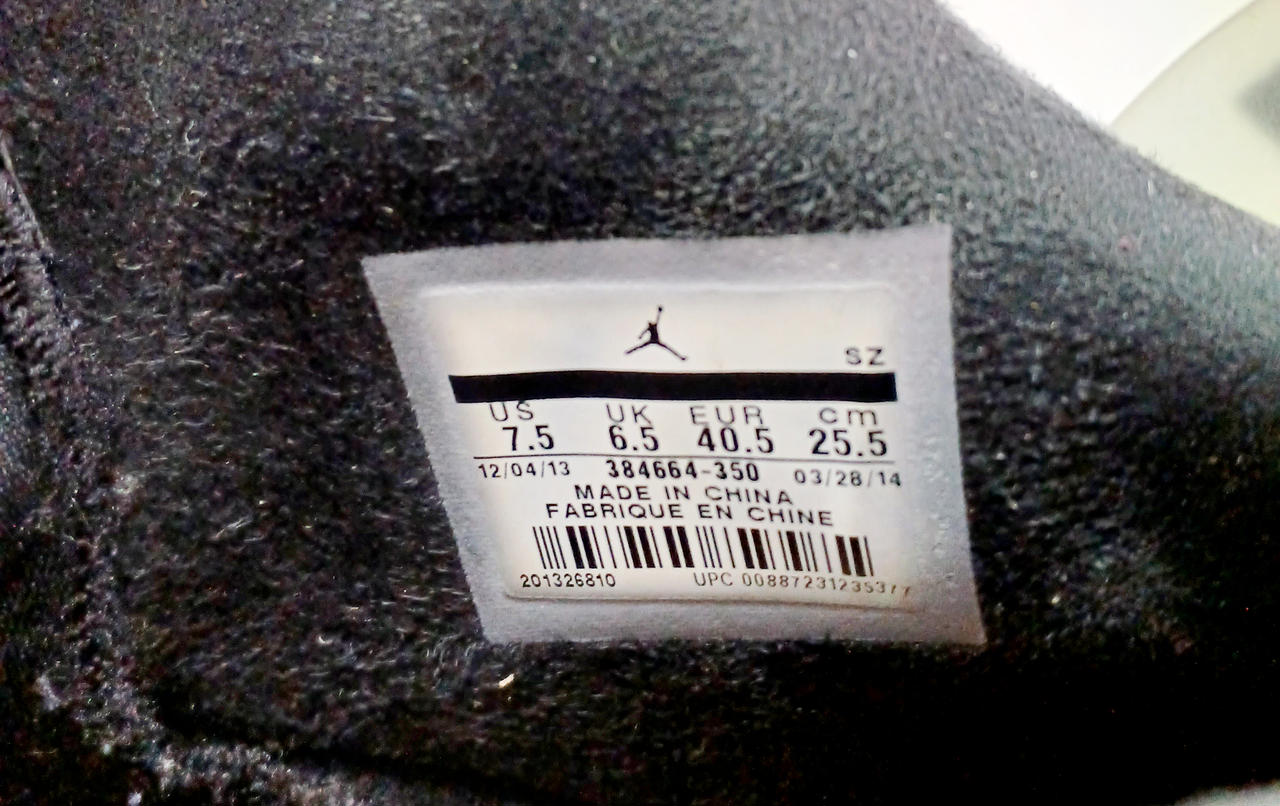 SZ
US UK EUR cm
7.5 6.5 40.5 25.5
12/04/13 384664-350 03/28/14
MADE IN CHINA
FABRIQUE EN CHINE
201326810 UPC 00887231235377